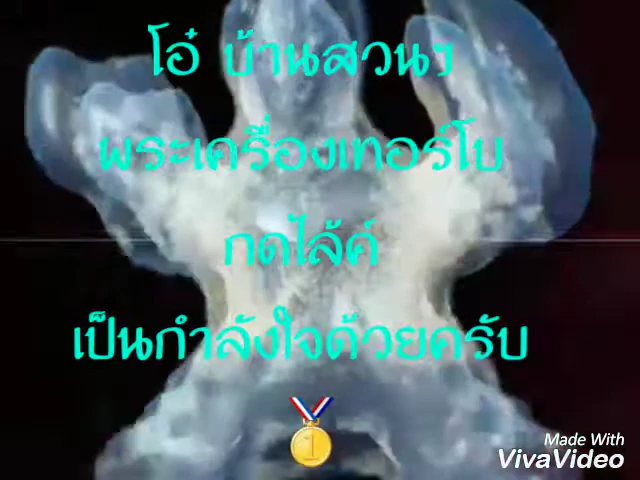 โอ๋ บ้านสวนฯ
พระเครื่องเทอร์โบ
กดไล้ค์
เป็นกำลังใจด้วยครับ
1
Made With
VivaVideo